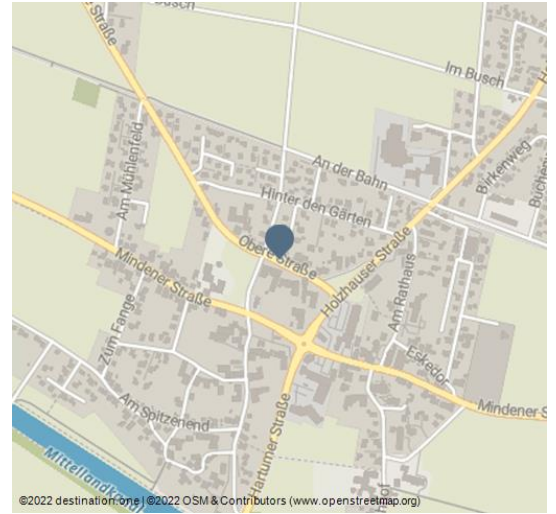 Busch
Straße
Im Busch
An der Bahn
Birkenweg
Am Mühlenfeld
Hinter den Gärten
Obere Straße
Holzhauser Straße
Mindener Straße
Am Rathaus
Zum Fange
Eskedor
Am Spitzenend
Hartumer Straße
Mindener S
Mittellandkanal
©2022 destination.one | ©2022 OSM & Contributors (www.openstreetmap.org)